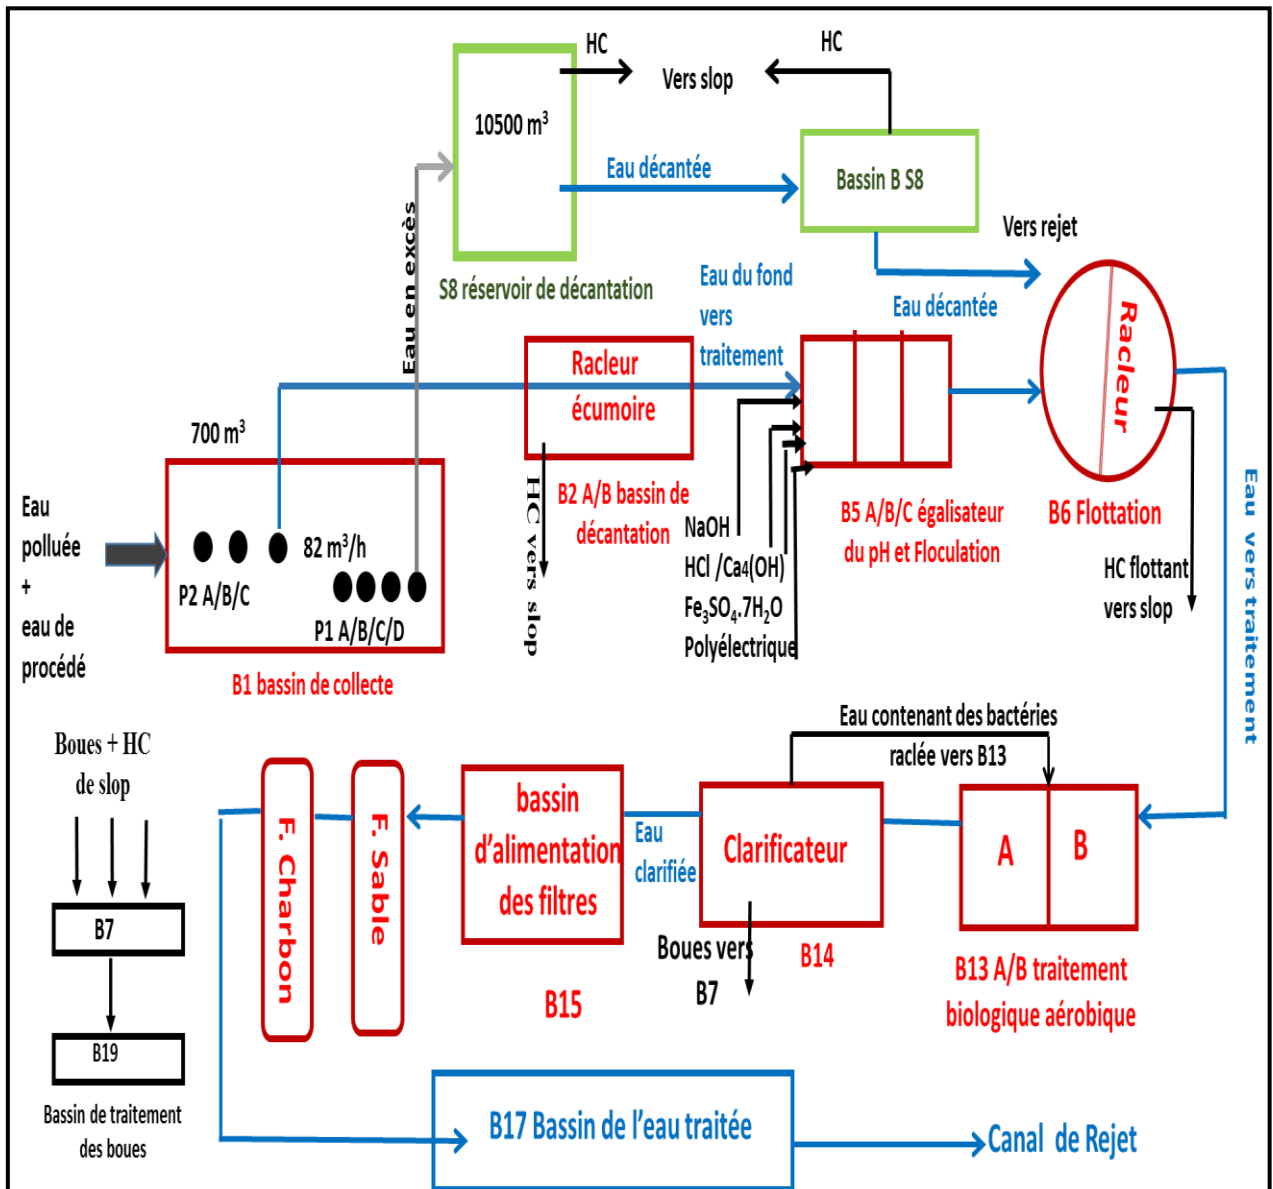 HC
HC
Vers slop
10500 m³
Eau décantée
Bassin B S8
Eau en excès
S8 réservoir de décantation
Vers rejet
Eau du fond
vers
traitement
Eau décantée
Racleur
écumoire
Racleur
700 m³
Eau
polluée
+
eau de
procédé
82 m³/h
P2 A/B/C
P1 A/B/C/D
B1 bassin de collecte
HC vers slop
B2 A/B bassin de
décantation
NaOH
HCl /Ca4(OH)
Fe₃SO₄.7H₂O
Polyélectrique
B5 A/B/C égalisateur
du pH et Floculation
B6 Flottation
HC flottant
vers slop
Eau vers traitement
Eau contenant des bactéries
raclée vers B13
Boues + HC
de slop
B7
B19
Bassin de traitement
des boues
F. Charbon
F. Sable
bassin
d'alimentation
des filtres
B15
Eau
clarifiée
Clarificateur
Boues vers
B7
B14
A
B
B13 A/B traitement
biologique aérobique
B17 Bassin de l'eau traitée
Canal de Rejet